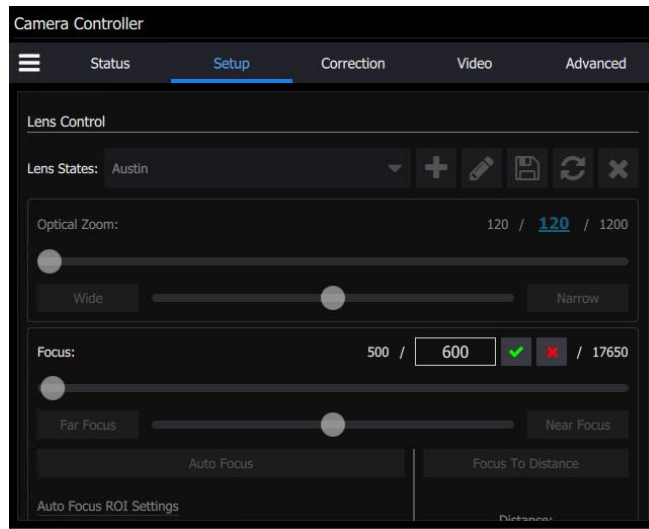 Camera Controller
Status Setup Correction Video Advanced
Lens Control
Lens States: Austin
Optical Zoom: 120 / 120 / 1200
Wide Narrow
Focus: 500 / 600 / 17650
Far Focus Near Focus
Auto Focus Focus To Distance
Auto Focus ROI Settings
Distance: